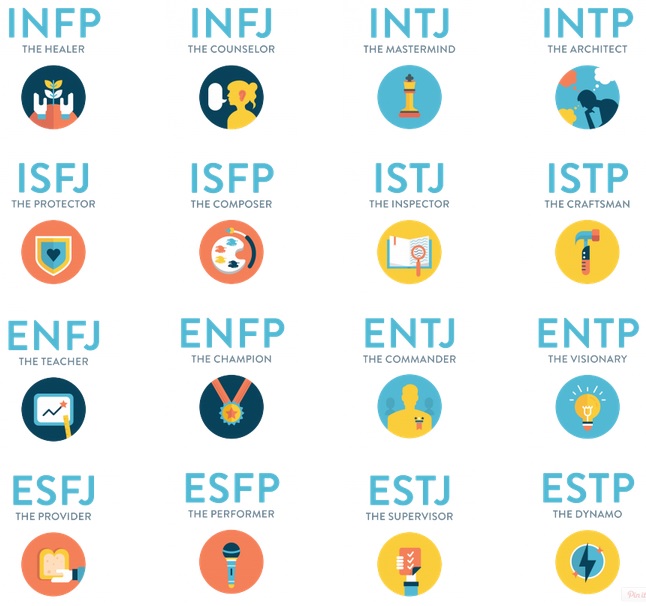 INFP
THE HEALER
INFJ
THE COUNSELOR
INTJ
THE MASTERMIND
INTP
THE ARCHITECT
ISFJ
THE PROTECTOR
ISFP
THE COMPOSER
ISTJ
THE INSPECTOR
ISTP
THE CRAFTSMAN
ENFJ
THE TEACHER
ENFP
THE CHAMPION
ENTJ
THE COMMANDER
ENTP
THE VISIONARY
ESFJ
THE PROVIDER
ESFP
THE PERFORMER
ESTJ
THE SUPERVISOR
ESTP
THE DYNAMO
Pin it